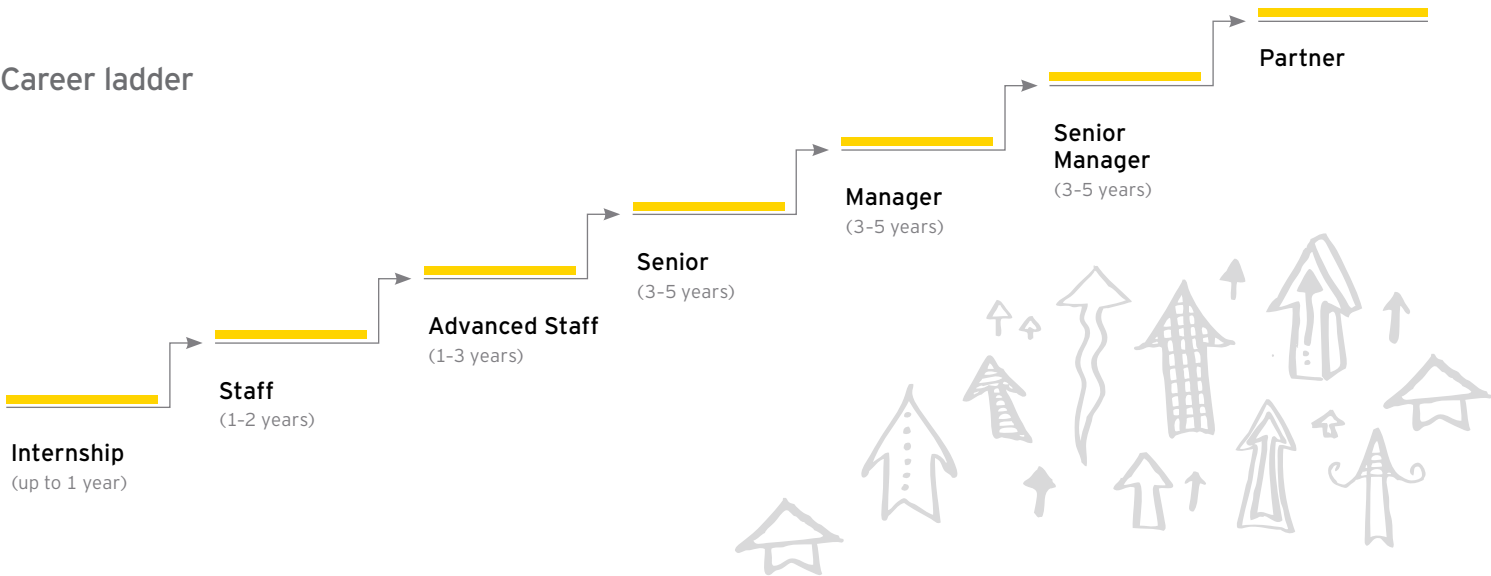 Career ladder
Internship
(up to 1 year)
Staff
(1-2 years)
Advanced Staff
(1-3 years)
Senior
(3-5 years)
Manager
(3-5 years)
Senior
Manager
(3-5 years)
Partner